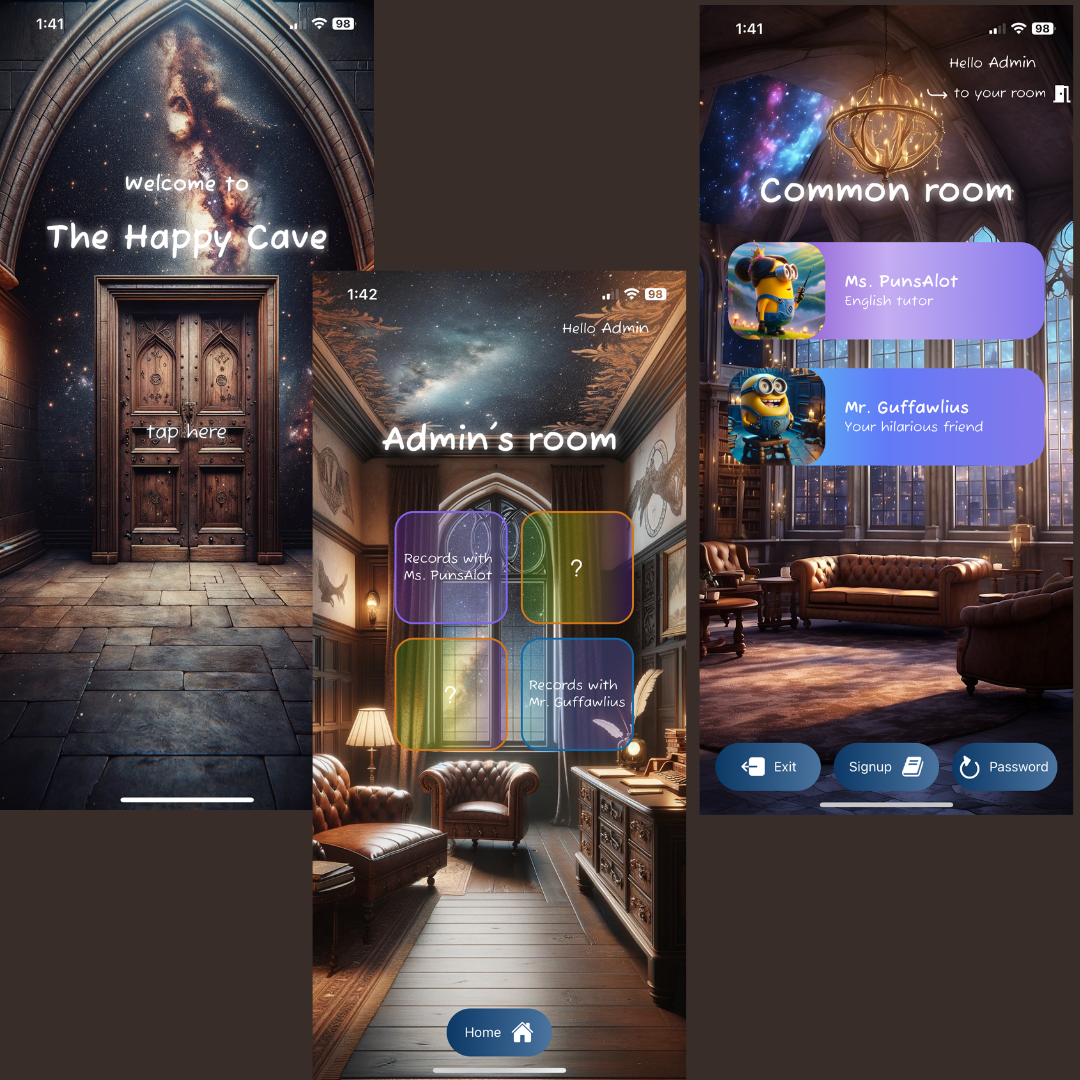 1:41
98
Welcome to
The Happy Cave
tap here
1:42
98
Hello Admin
Admin's room
Records with
Ms. PunsAlot
?
?
Records with
Mr. Guffawlius
Home
1:41
98
Hello Admin
to your room
Common room
Ms. PunsAlot
English tutor
Mr. Guffawlius
Your hilarious friend
Exit
Signup
Password